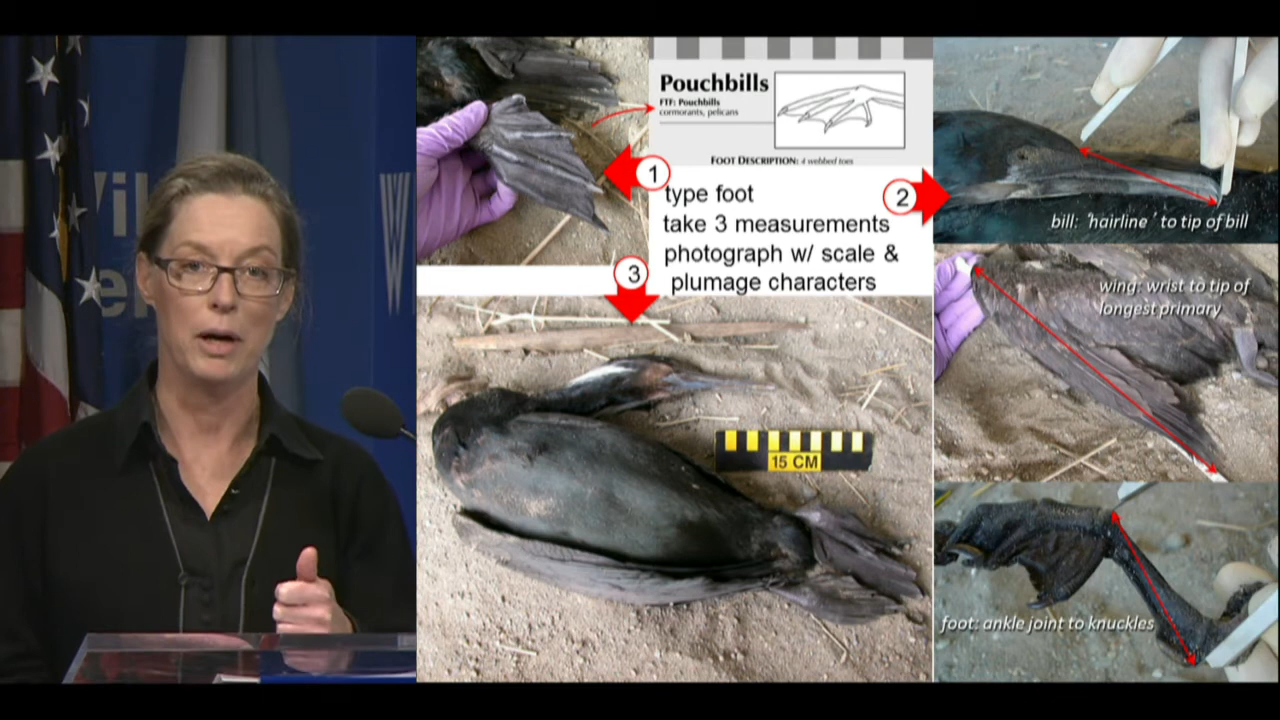 Pouchbills
FTF: Pouchbills
cormorants, pelicans
FOOT DESCRIPTION: 4 webbed toes
1
type foot
take 3 measurements
photograph w/ scale &
plumage characters
2
bill: 'hairline' to tip of bill
3
wing: wrist to tip of
longest primary
15 CM
foot: ankle joint to knuckles